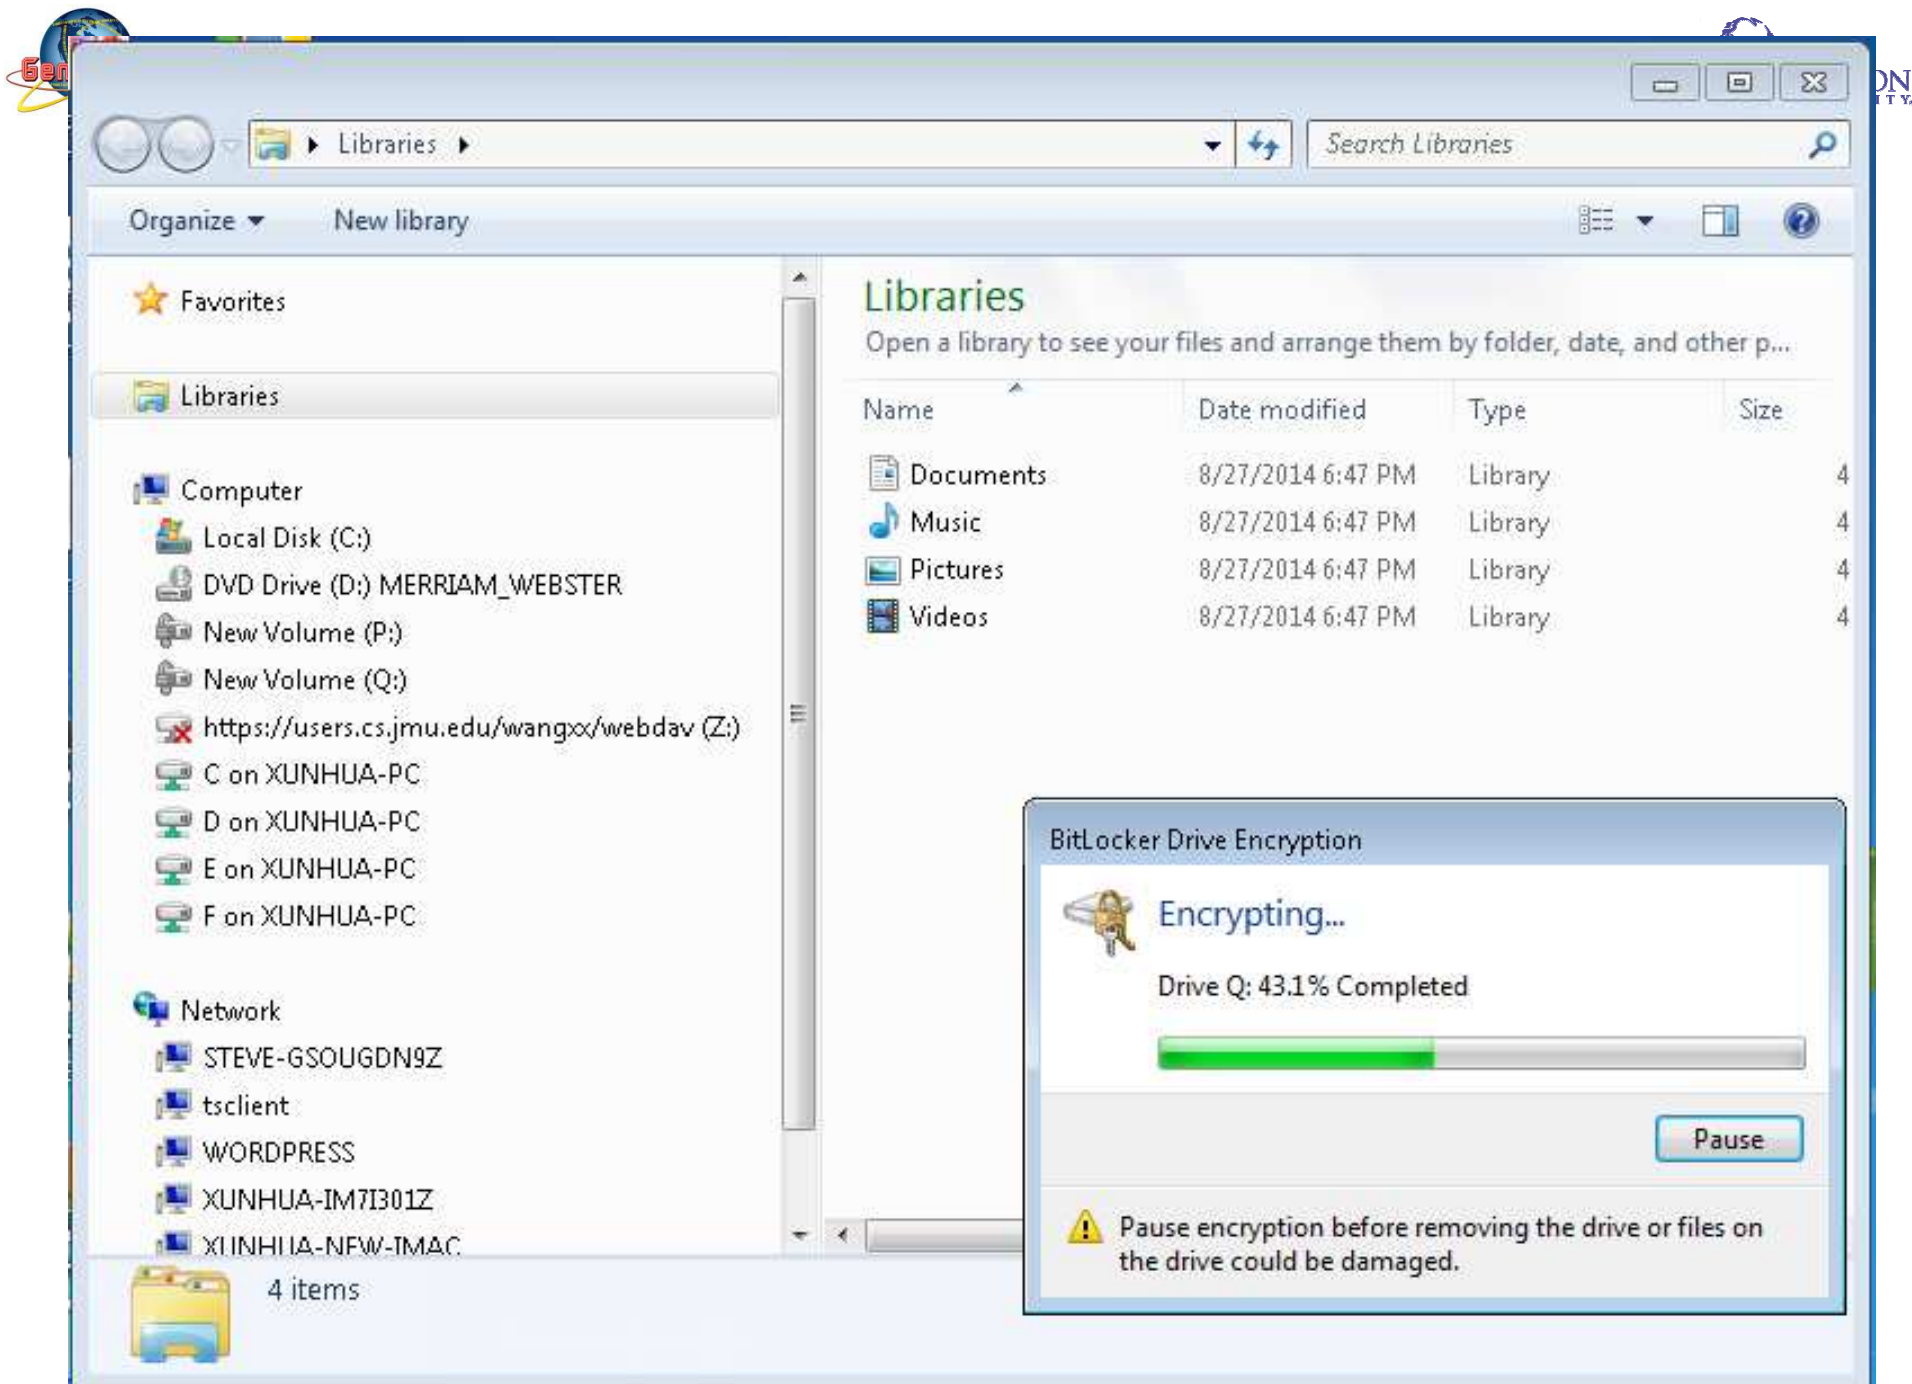 Gen
ON
ITY.
Libraries
Search Libraries
Organize
New library
Favorites
Libraries
Computer
Local Disk (C:)
DVD Drive (D:) MERRIAM_WEBSTER
New Volume (P:)
New Volume (Q:)
https://users.cs.jmu.edu/wangxx/webdav (Z:)
C on XUNHUA-PC
D on XUNHUA-PC
E on XUNHUA-PC
F on XUNHUA-PC
Network
STEVE-GSOUGDN9Z
tsclient
WORDPRESS
XUNHUA-IM7I301Z
XUNHUA-NEW-IMAC
Libraries
Open a library to see your files and arrange them by folder, date, and other p...
Name Date modified Type Size
Documents 8/27/2014 6:47 PM Library 4
Music 8/27/2014 6:47 PM Library 4
Pictures 8/27/2014 6:47 PM Library 4
Videos 8/27/2014 6:47 PM Library 4
BitLocker Drive Encryption
Encrypting...
Drive Q: 43.1% Completed
Pause
Pause encryption before removing the drive or files on
the drive could be damaged.
4 items